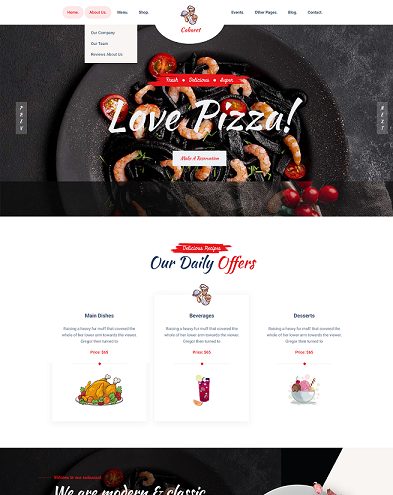 Home.
About Us.
Menu.
Shop.
Cabaret
Events.
Other Pages.
Blog.
Contact.
Our Company
Our Team
Reviews About Us
Fresh • Delicious • Super
Love Pizza!
PREV
NEXT
Make A Reservation
Delicious Recipes
Our Daily Offers
Main Dishes
Raising a heavy fur muff that covered the
whole of her lower arm towards the viewer.
Gregor then turned to
Price: $65
Beverages
Raising a heavy fur muff that covered the
whole of her lower arm towards the viewer.
Gregor then turned to
Price: $65
Desserts
Raising a heavy fur muff that covered the
whole of her lower arm towards the viewer.
Gregor then turned to
Price: $65
Welcome to our restaurant
We are modern & classic